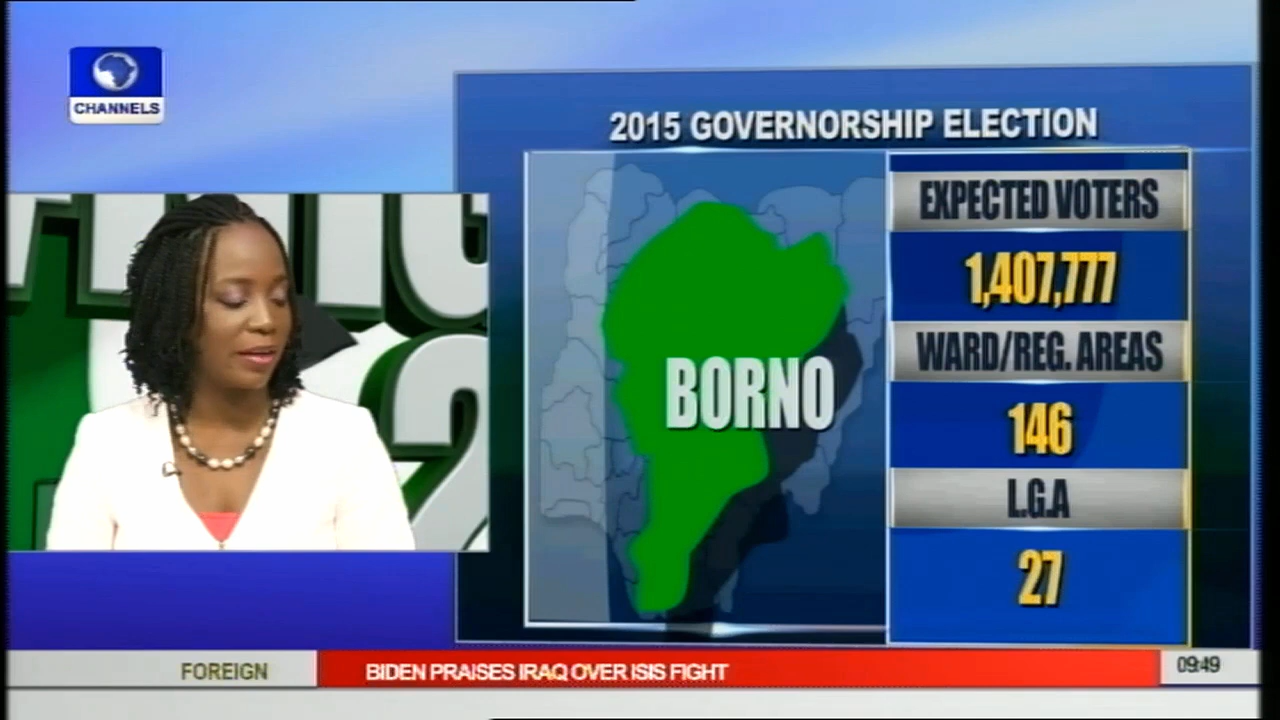 CHANNELS
2015 GOVERNORSHIP ELECTION
EXPECTED VOTERS
1,407,777
WARD/REG. AREAS
146
L.G.A
27
BORNO
FOREIGN
BIDEN PRAISES IRAQ OVER ISIS FIGHT
09:49